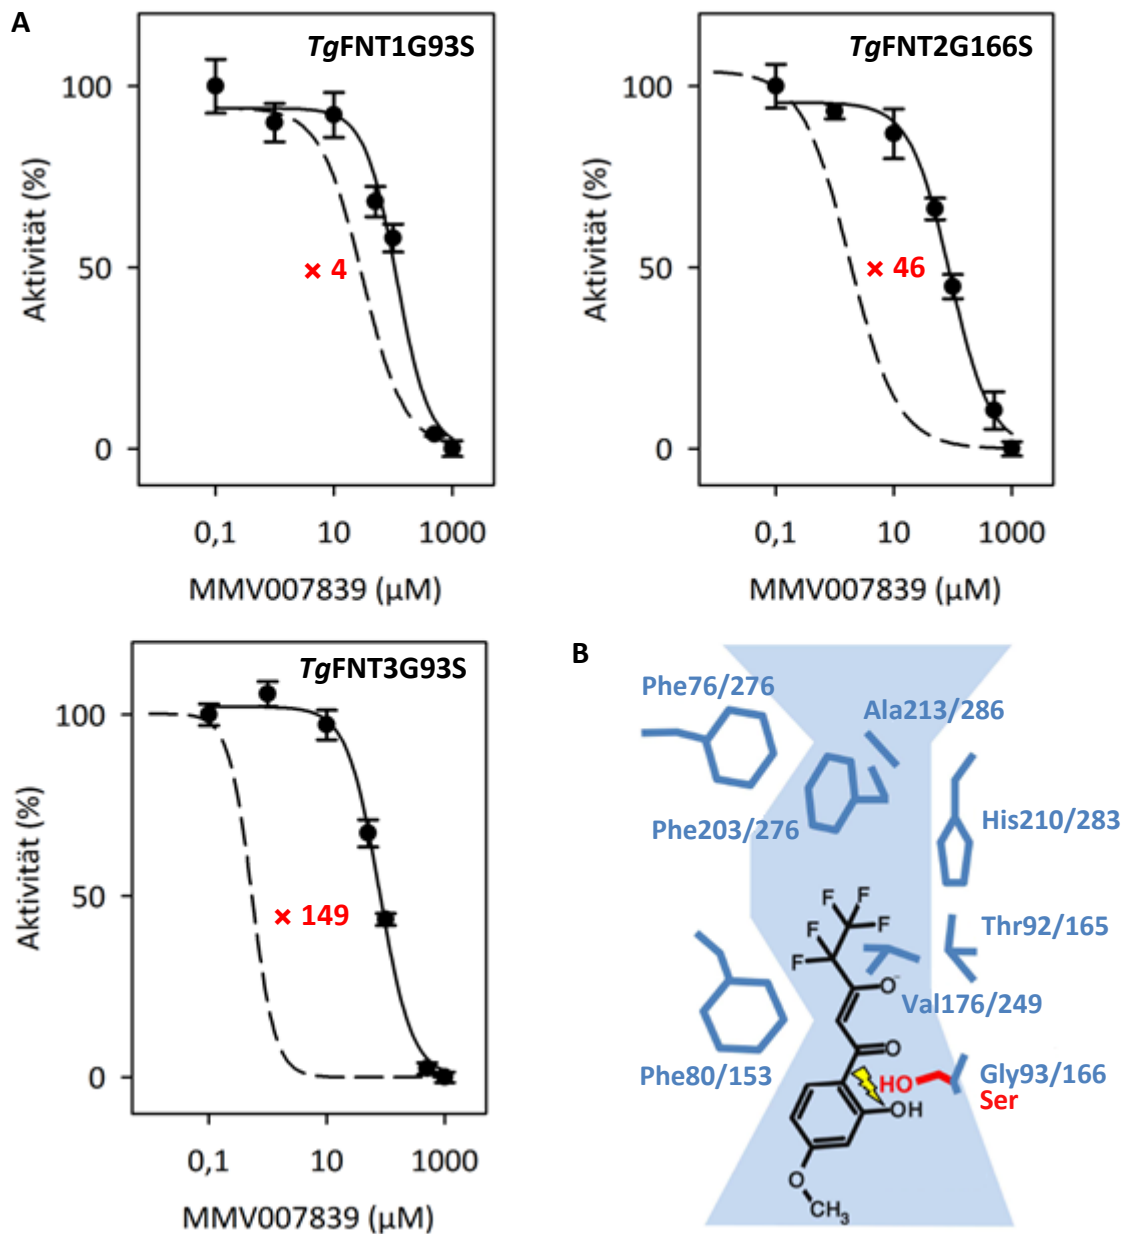 A
TgFNT1G93S
100
50
0
Aktivität (%)
× 4
0,1 10 1000
MMV007839 (µM)
TgFNT2G166S
100
50
0
Aktivität (%)
× 46
0,1 10 1000
MMV007839 (µM)
TgFNT3G93S
100
50
0
Aktivität (%)
× 149
0,1 10 1000
MMV007839 (µM)
B
Phe76/276
Ala213/286
Phe203/276
His210/283
F F
F F
F
Thr92/165
O⁻
Val176/249
O
Phe80/153
HO
Gly93/166
Ser
OH
O
CH₃